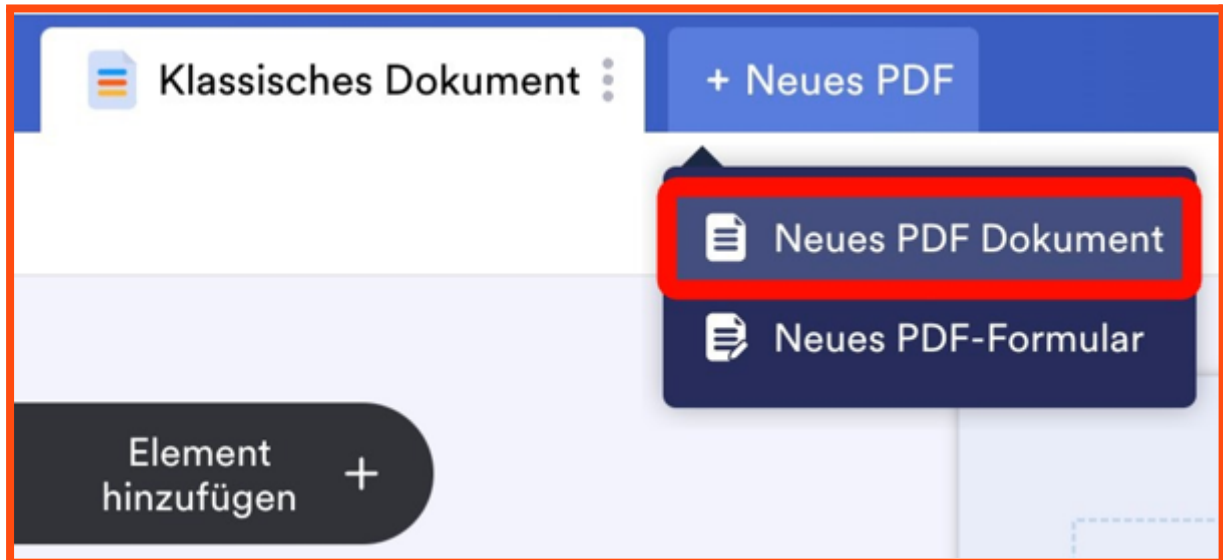 Klassisches Dokument
+ Neues PDF
Neues PDF Dokument
Neues PDF-Formular
Element
hinzufügen
+